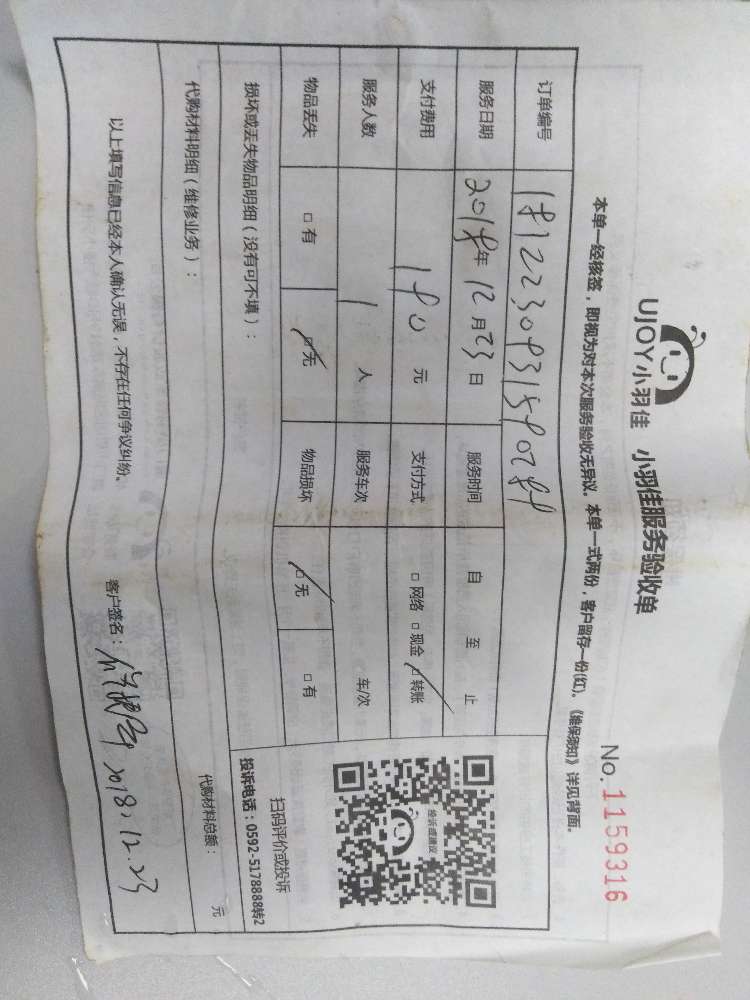 UJOY小羽佳 小羽佳服务验收单
No. 1159316
本单一经核签，即视为对本次服务验收无异议。本单一式两份，客户留存一份(红)。《维保须知》详见背面。
订单编号
服务日期 2018年 12月23日 服务时间 自 至 止
支付费用 180 元 支付方式 □ 网络 □ 现金 □ 转账
服务人数 1 人 服务车次 车/次
物品丢失 □ 有 □ 无 物品损坏 □ 无 □ 有
投诉或建议
扫码评价或投诉
投诉电话：0592-5178888转2
损坏或丢失物品明细（没有可不填）：
代购材料明细（维修业务）：
代购材料总额： 元
以上填写信息已经本人确认无误，不存在任何争议纠纷。
客户签名： 2018.12.23